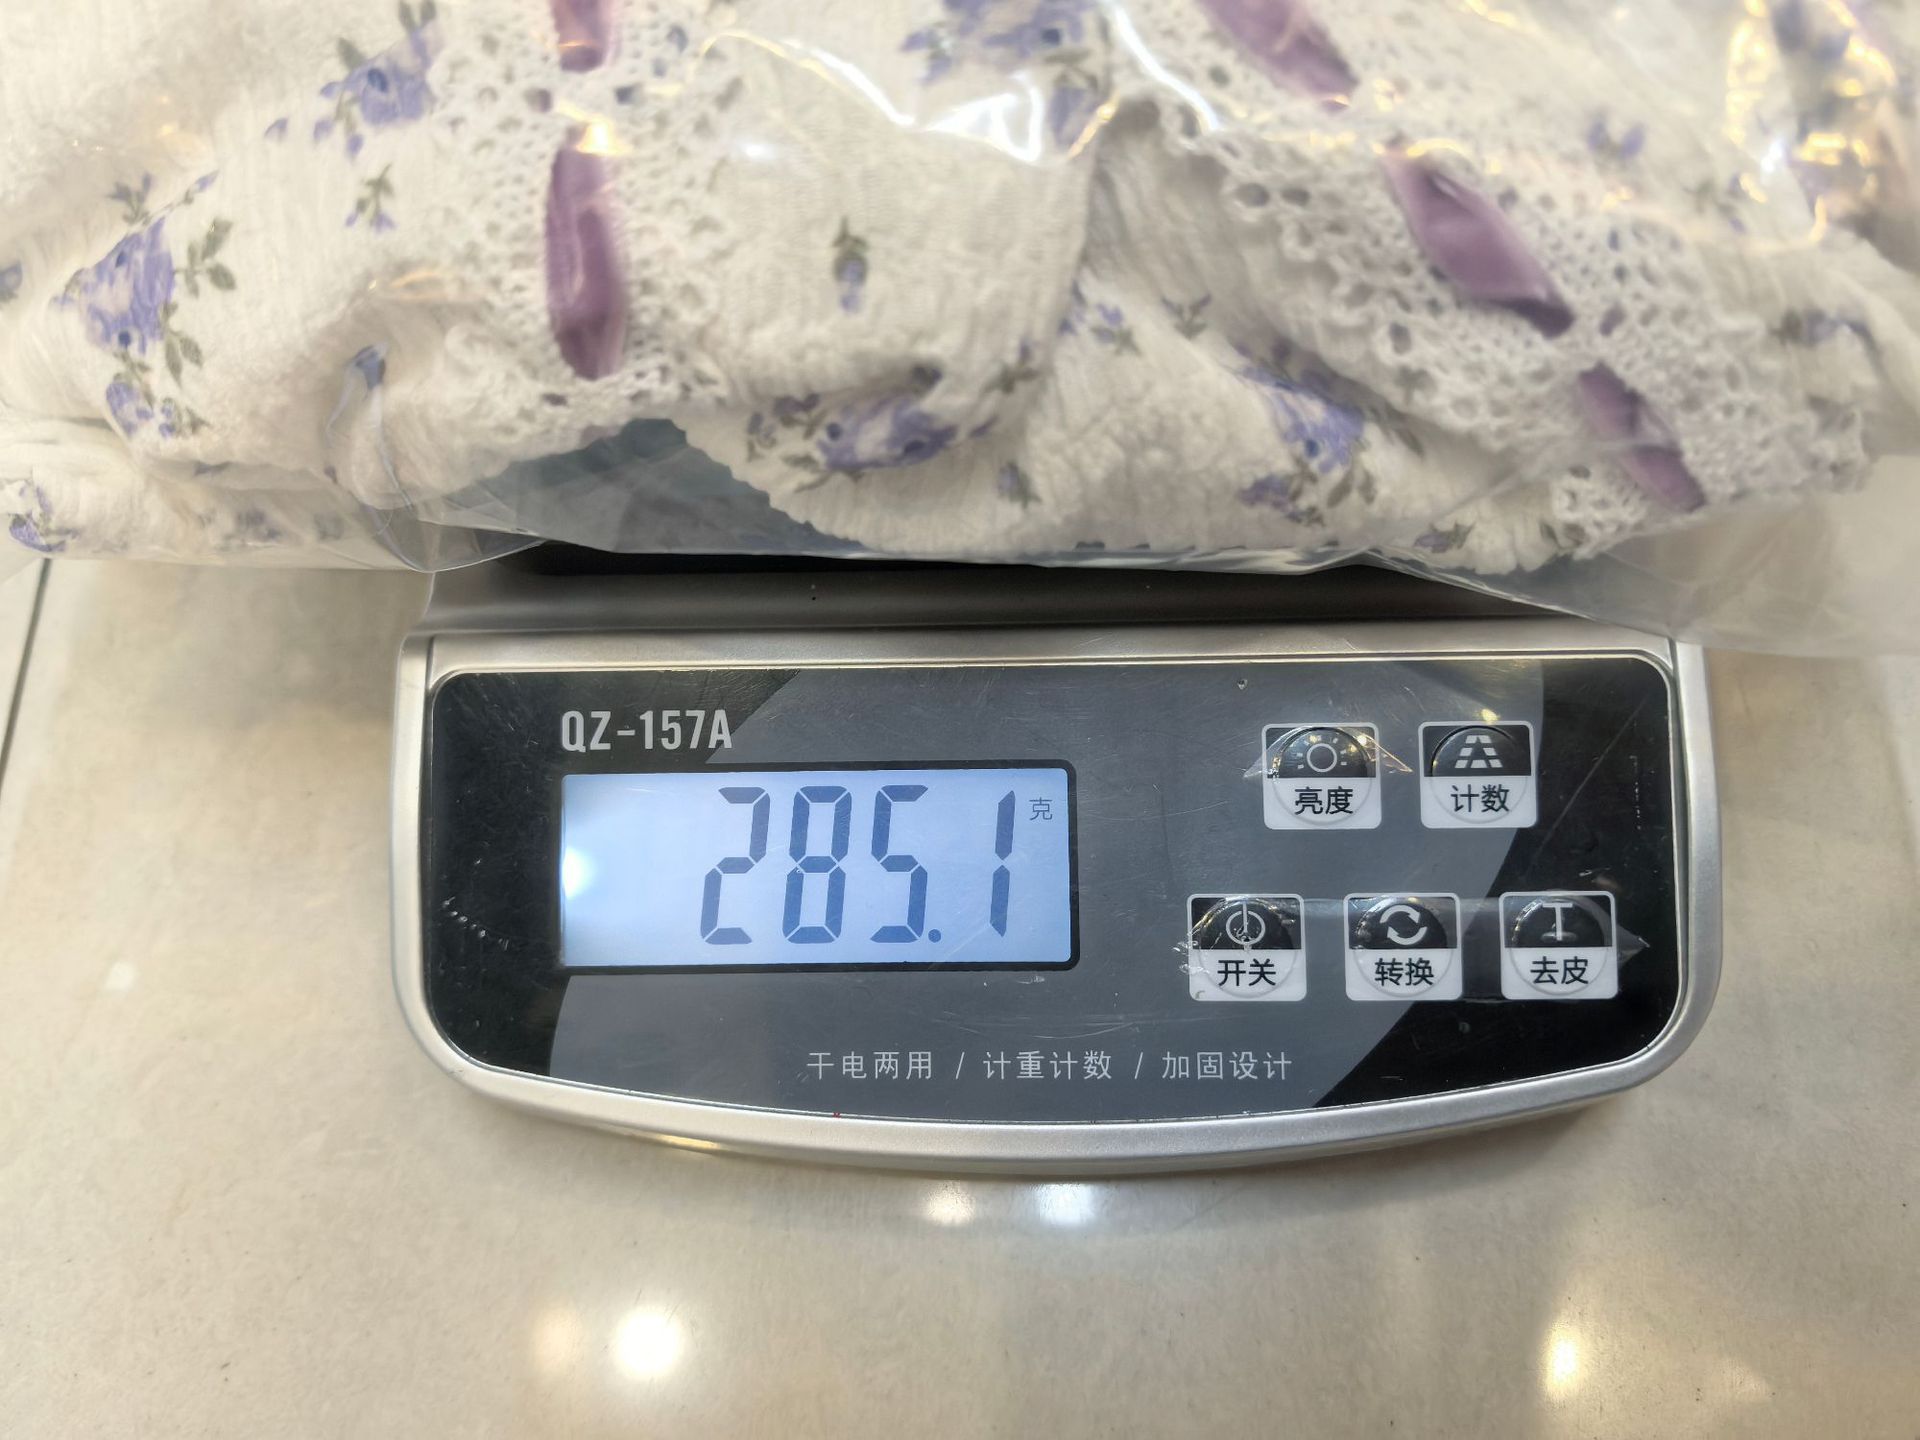 QZ-157A
285.1 克
亮度
计数
开关
转换
去皮
干电两用 / 计重计数 / 加固设计